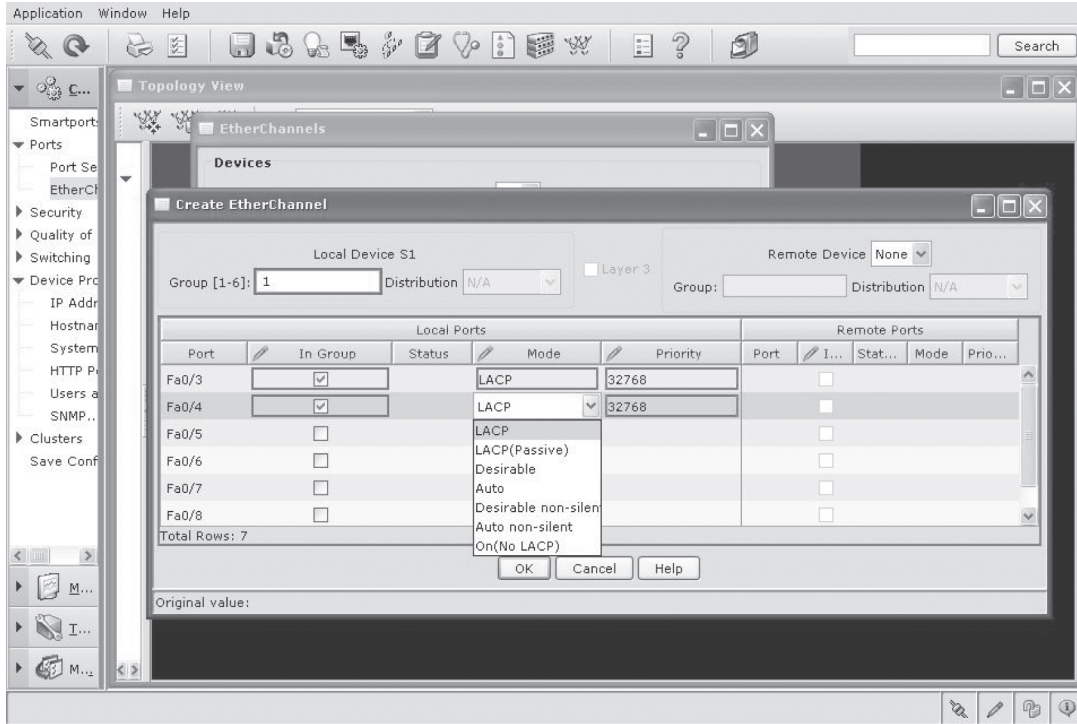 Application Window Help
Search
C...
Topology View
Smartports
Ports
Port Se
EtherCh
Security
Quality of
Switching
Device Pro
IP Addr
Hostnar
System
HTTP Po
Users a
SNMP...
Clusters
Save Conf
M...
I...
M...
EtherChannels
Devices
Create EtherChannel
Local Device S1
Group [1-6]: 1 Distribution N/A
Layer 3
Remote Device None
Group: Distribution N/A
Local Ports Remote Ports
Port In Group Status Mode Priority Port I... Stat... Mode Prio...
Fa0/3 LACP 32768
Fa0/4 LACP 32768
Fa0/5
Fa0/6
Fa0/7
Fa0/8
LACP
LACP(Passive)
Desirable
Auto
Desirable non-silen
Auto non-silent
On(No LACP)
Total Rows: 7
OK Cancel Help
Original value: